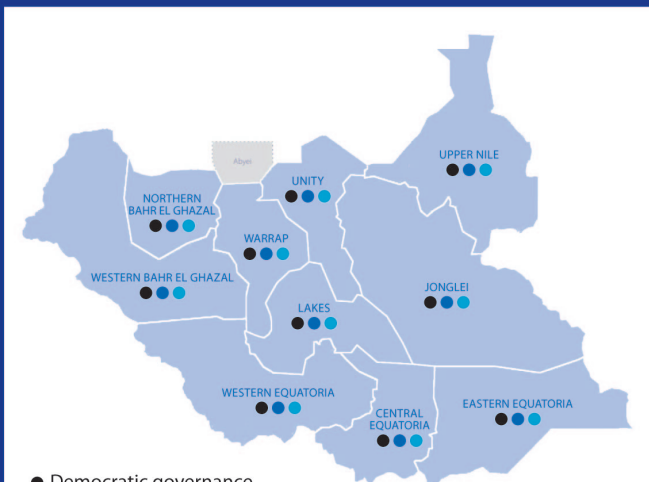 Abyei
UPPER NILE
UNITY
NORTHERN
BAHR EL GHAZAL
WARRAP
WESTERN BAHR EL GHAZAL
JONGLEI
LAKES
WESTERN EQUATORIA
EASTERN EQUATORIA
CENTRAL
EQUATORIA
Democratic governance